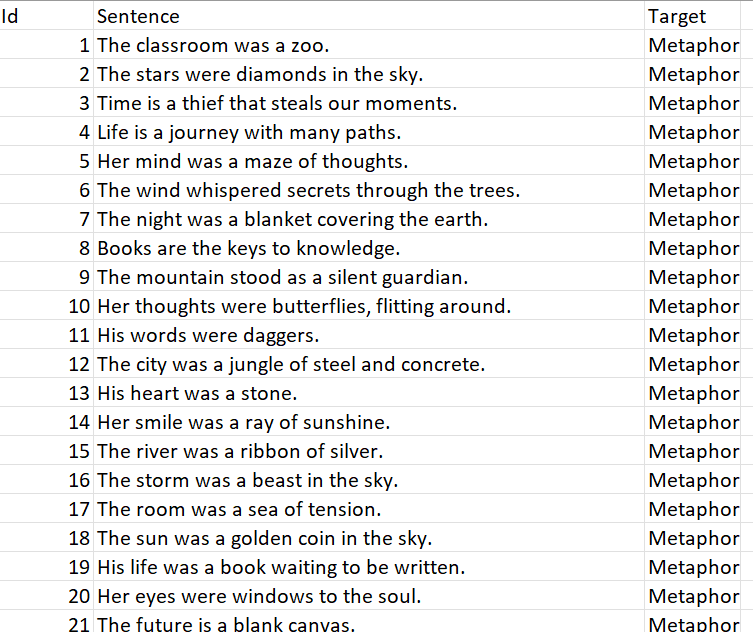 Id Sentence Target
1 The classroom was a zoo. Metaphor
2 The stars were diamonds in the sky. Metaphor
3 Time is a thief that steals our moments. Metaphor
4 Life is a journey with many paths. Metaphor
5 Her mind was a maze of thoughts. Metaphor
6 The wind whispered secrets through the trees. Metaphor
7 The night was a blanket covering the earth. Metaphor
8 Books are the keys to knowledge. Metaphor
9 The mountain stood as a silent guardian. Metaphor
10 Her thoughts were butterflies, flitting around. Metaphor
11 His words were daggers. Metaphor
12 The city was a jungle of steel and concrete. Metaphor
13 His heart was a stone. Metaphor
14 Her smile was a ray of sunshine. Metaphor
15 The river was a ribbon of silver. Metaphor
16 The storm was a beast in the sky. Metaphor
17 The room was a sea of tension. Metaphor
18 The sun was a golden coin in the sky. Metaphor
19 His life was a book waiting to be written. Metaphor
20 Her eyes were windows to the soul. Metaphor
21 The future is a blank canvas. Metaphor